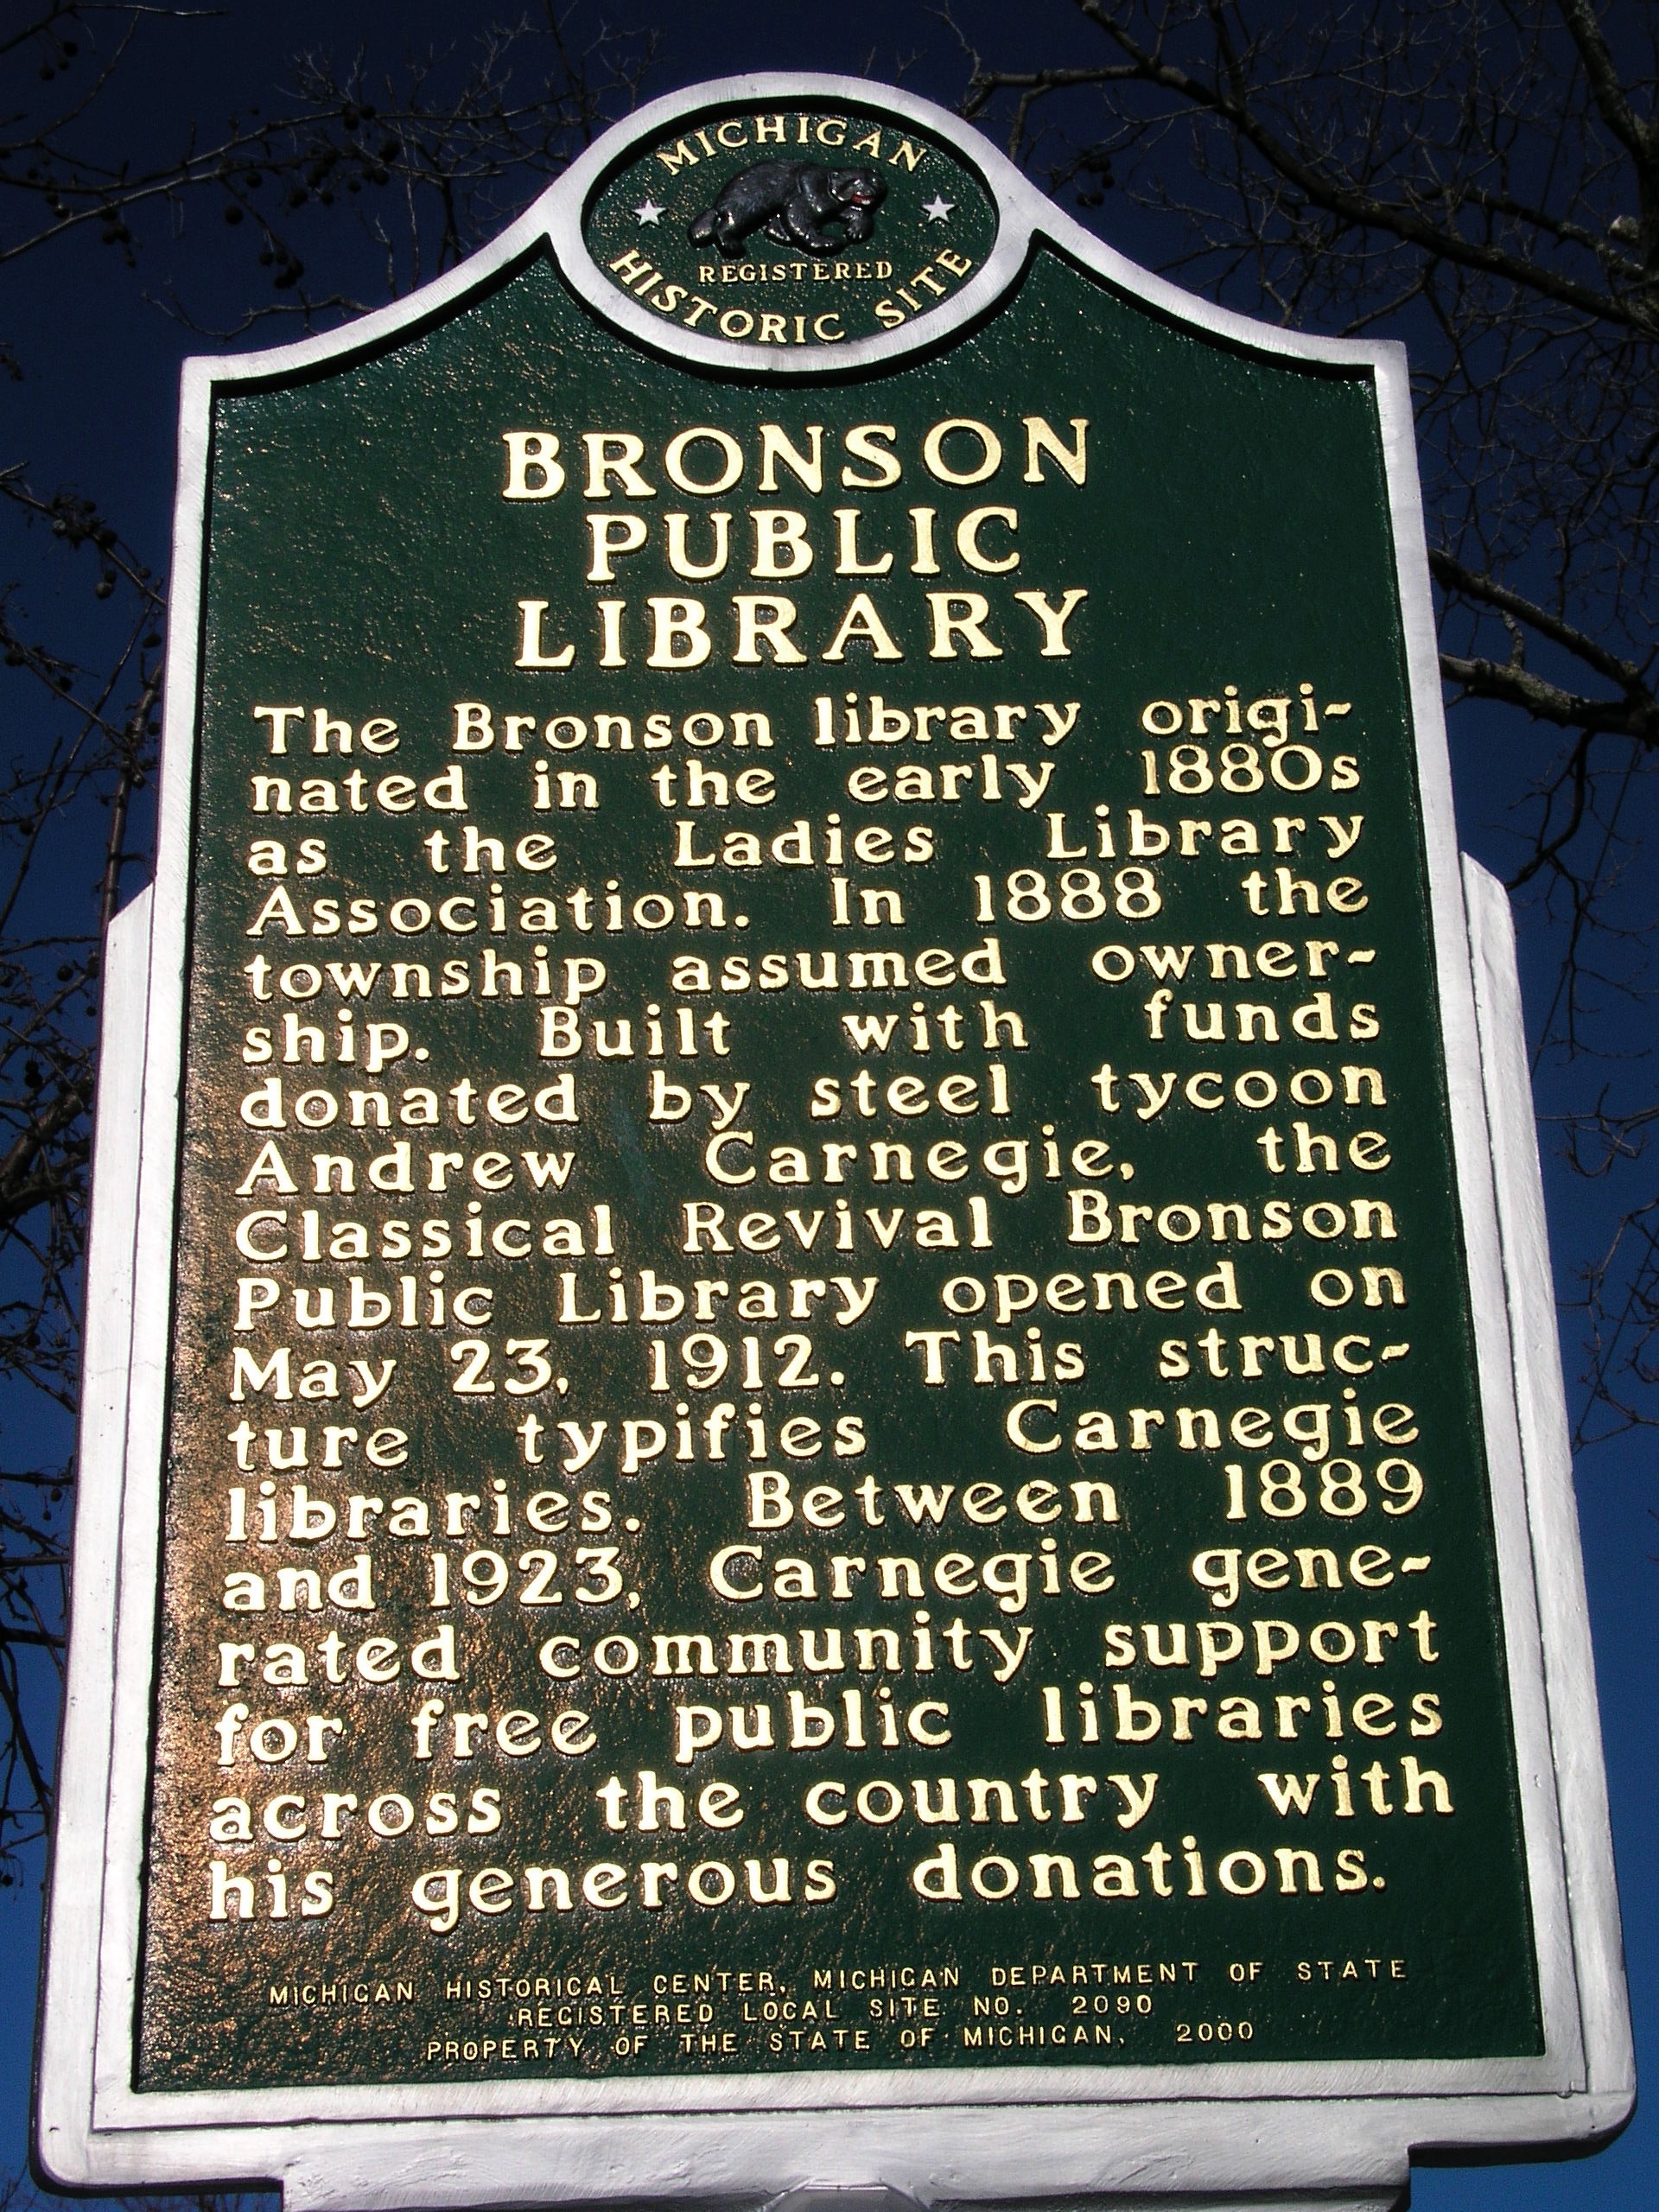 MICHIGAN
REGISTERED
HISTORIC SITE
BRONSON
PUBLIC
LIBRARY
The Bronson library origi-
nated in the early 1880s
as the Ladies Library
Association. In 1888 the
township assumed owner-
ship. Built with funds
donated by steel tycoon
Andrew Carnegie, the
Classical Revival Bronson
Public Library opened on
May 23, 1912. This struc-
ture typifies Carnegie
libraries. Between 1889
and 1923, Carnegie gene-
rated community support
for free public libraries
across the country with
his generous donations.
MICHIGAN HISTORICAL CENTER, MICHIGAN DEPARTMENT OF STATE
REGISTERED LOCAL SITE NO. 2090
PROPERTY OF THE STATE OF MICHIGAN, 2000